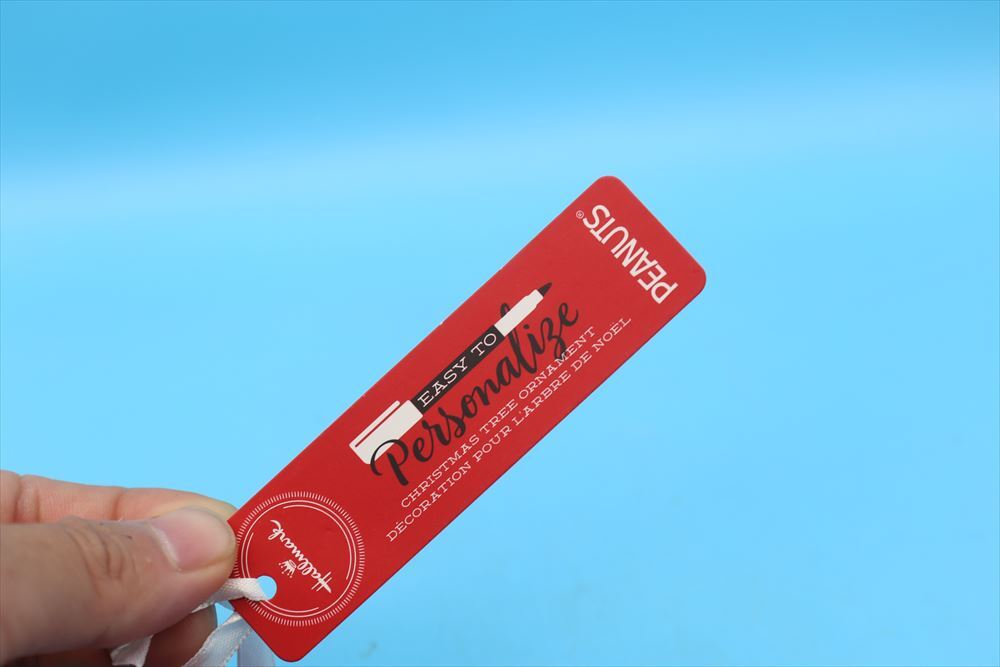 PEANUTS®
EASY TO
Personalize
CHRISTMAS TREE ORNAMENT
DÉCORATION POUR L'ARBRE DE NOËL
Hallmark